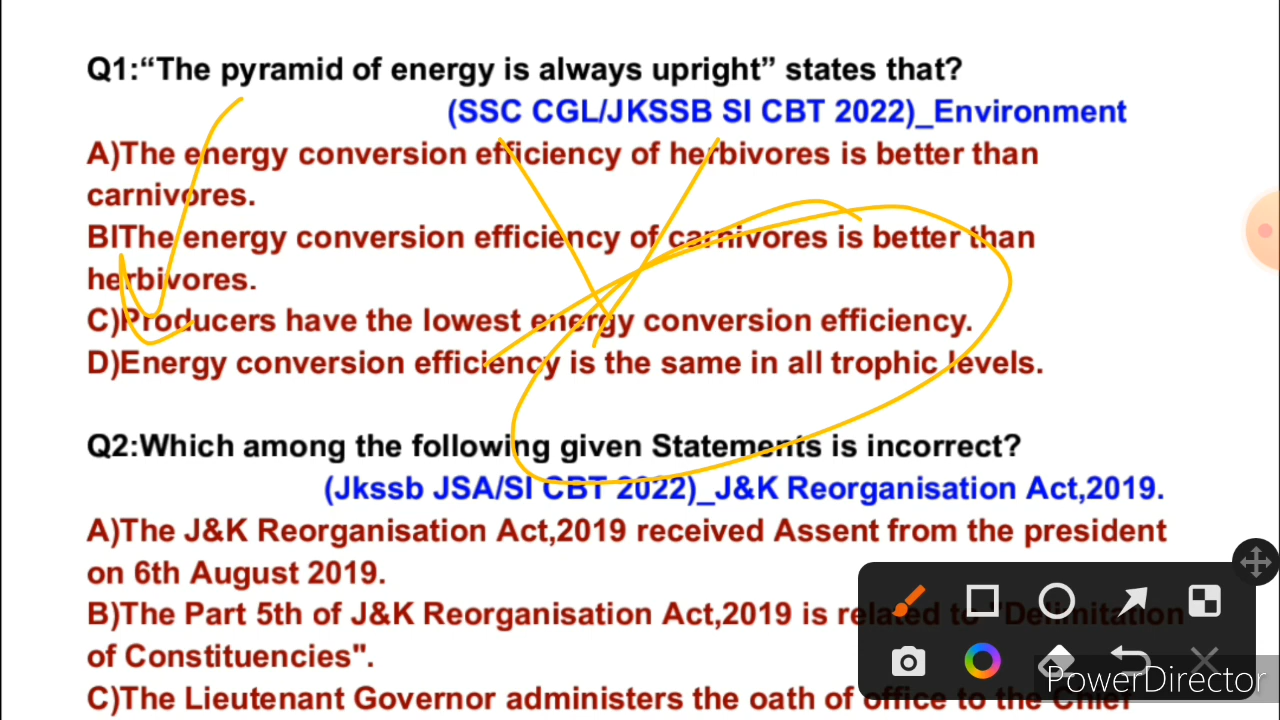 Q1:“The pyramid of energy is always upright” states that?
(SSC CGL/JKSSB SI CBT 2022)_Environment
A)The energy conversion efficiency of herbivores is better than
carnivores.
BIThe energy conversion efficiency of carnivores is better than
herbivores.
C)Producers have the lowest energy conversion efficiency.
D)Energy conversion efficiency is the same in all trophic levels.
Q2:Which among the following given Statements is incorrect?
(Jkssb JSA/SI CBT 2022)_J&K Reorganisation Act,2019.
A)The J&K Reorganisation Act,2019 received Assent from the president
on 6th August 2019.
B)The Part 5th of J&K Reorganisation Act,2019 is related to "Delimitation
of Constituencies".
C)The Lieutenant Governor administers the oath of office to the Chief
PowerDirector